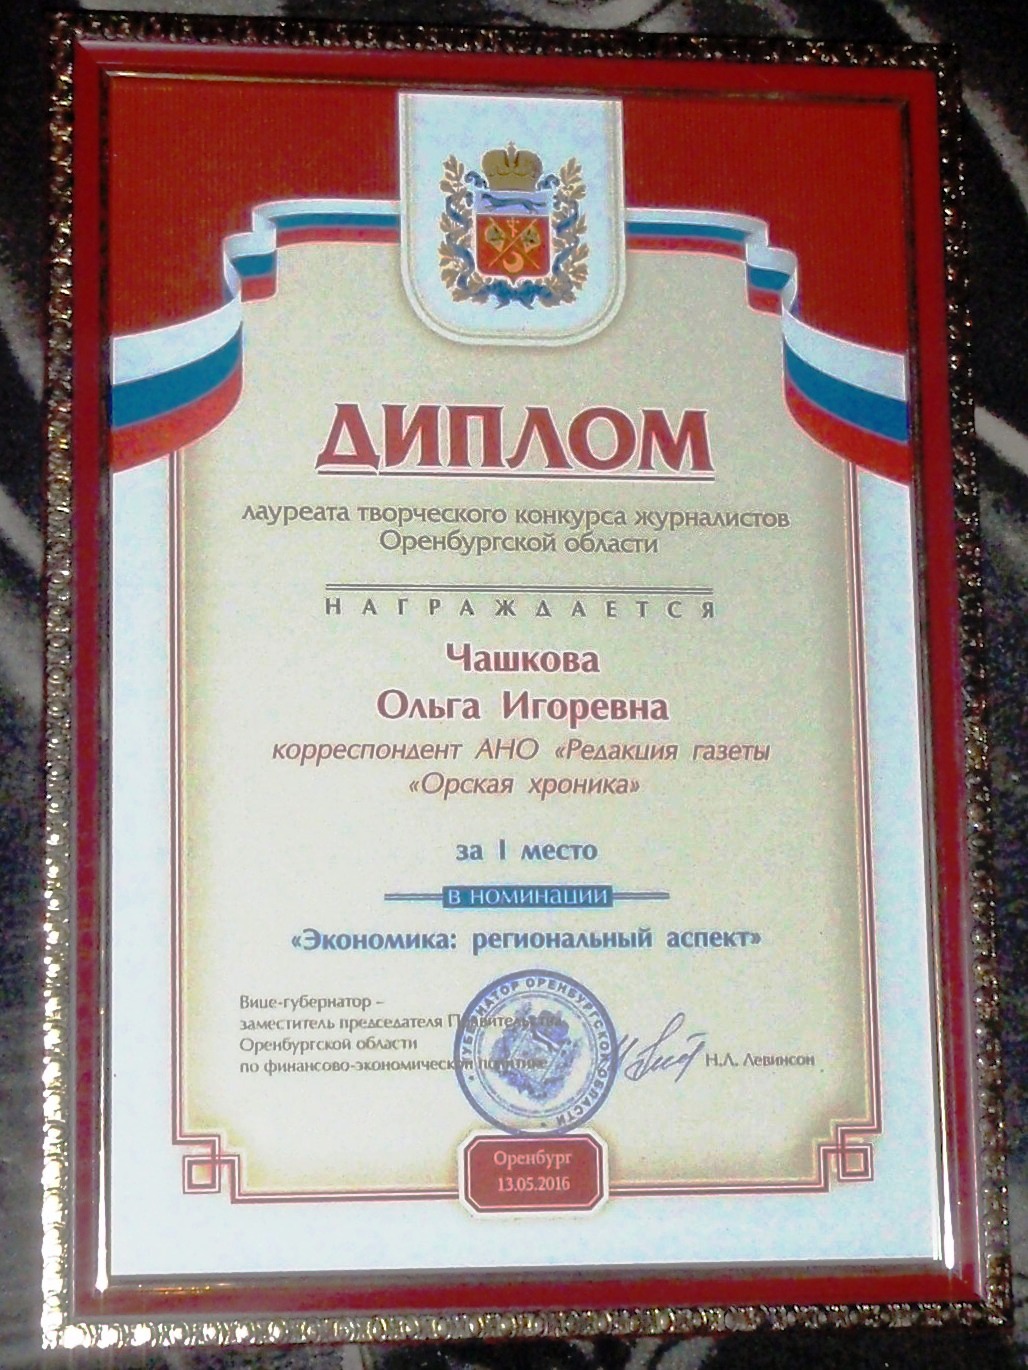 ДИПЛОМ
лауреата творческого конкурса журналистов
Оренбургской области
НАГРАЖДАЕТСЯ
Чашкова
Ольга Игоревна
корреспондент АНО «Редакция газеты
«Орская хроника»
за I место
в номинации
«Экономика: региональный аспект»
Вице-губернатор –
заместитель председателя Правительства
Оренбургской области
по финансово-экономической политике
Н.Л. Левинсон
ГУБЕРНАТОР ОРЕНБУРГСКОЙ ОБЛАСТИ
Оренбург
13.05.2016